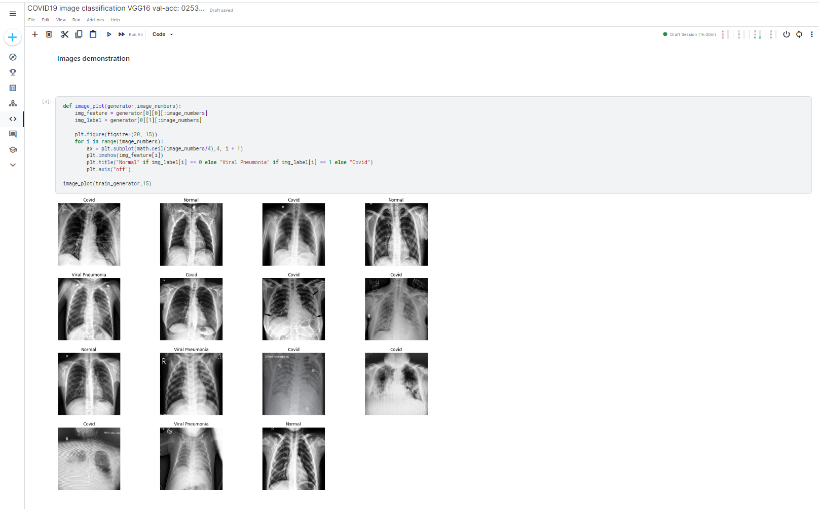 COVID19 image classification VGG16 val-acc: 0253... Draft saved
File Edit View Run Add-ons Help
Run All Code Draft Session
Images demonstration
def image_plot(generator,image_numbers):
img_feature = generator[0][0][:image_numbers]
img_label = generator[0][1][:image_numbers]
plt.figure(figsize=(20, 15))
for i in range(image_numbers):
ax = plt.subplot(math.ceil(image_numbers/4),4, i + 1)
plt.imshow(img_feature[i])
plt.title("Normal" if img_label[i] == 0 else "Viral Pneumonia" if img_label[i] == 1 else "Covid")
plt.axis("off")
image_plot(train_generator,15)
Covid Normal Covid Normal
Viral Pneumonia Covid Covid Covid
Normal Viral Pneumonia Covid Covid
R
Covid Viral Pneumonia Normal